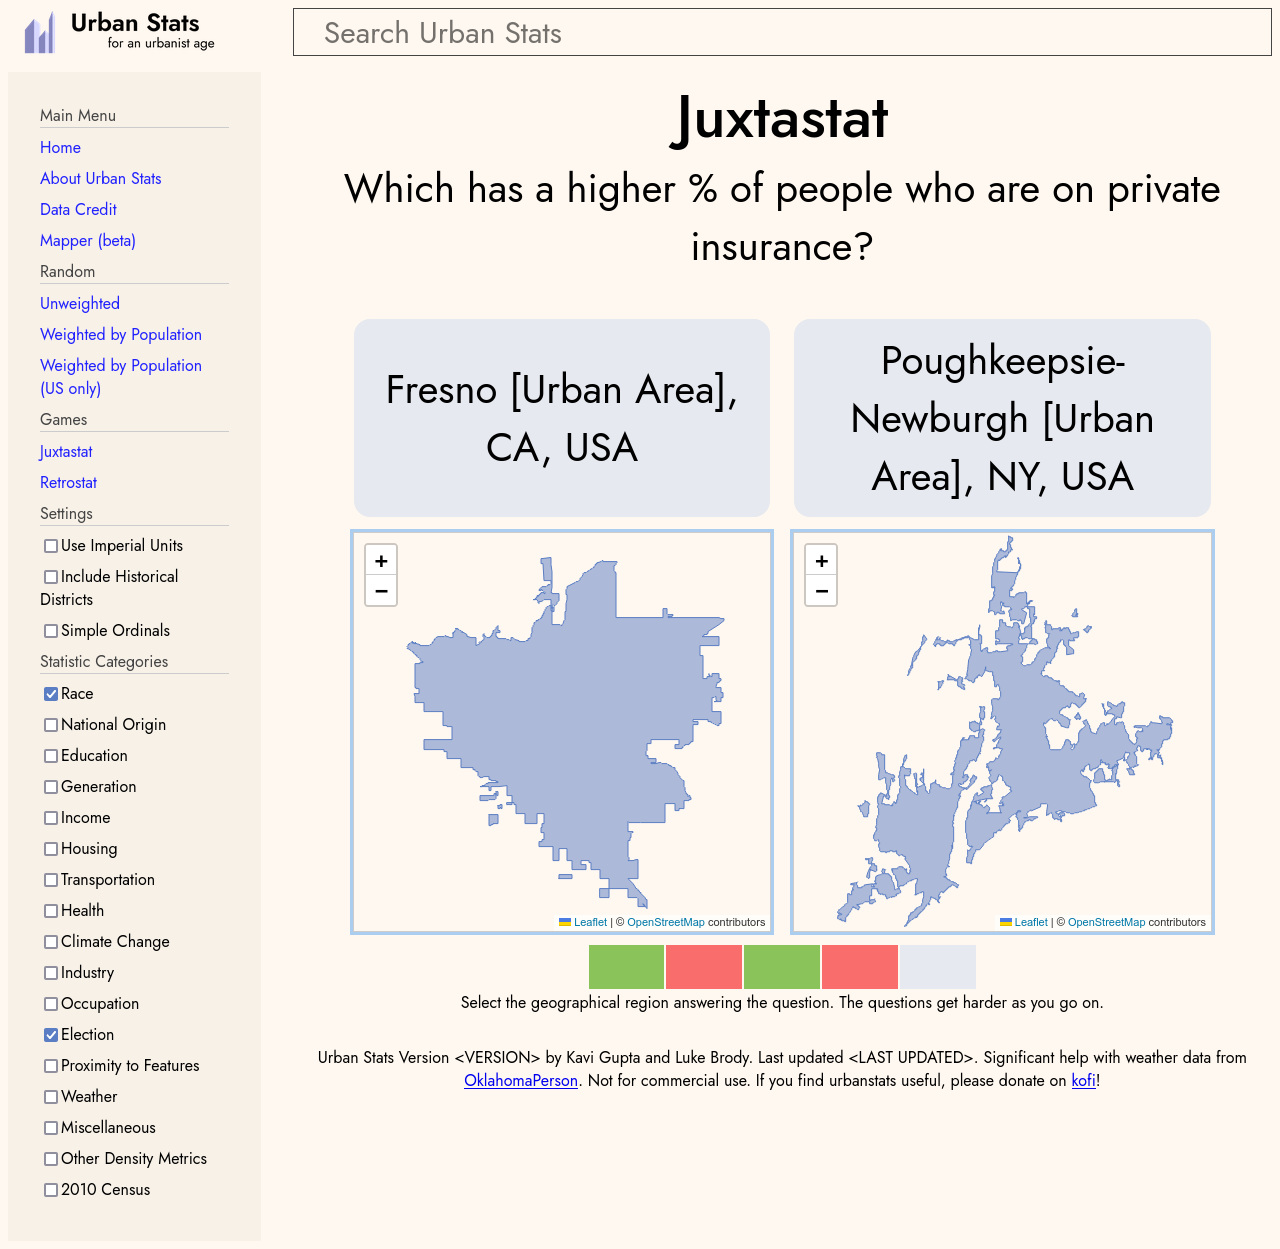 Urban Stats
for an urbanist age
Search Urban Stats
Main Menu
Home
About Urban Stats
Data Credit
Mapper (beta)
Random
Unweighted
Weighted by Population
Weighted by Population
(US only)
Games
Juxtastat
Retrostat
Settings
Use Imperial Units
Include Historical
Districts
Simple Ordinals
Statistic Categories
Race
National Origin
Education
Generation
Income
Housing
Transportation
Health
Climate Change
Industry
Occupation
Election
Proximity to Features
Weather
Miscellaneous
Other Density Metrics
2010 Census
Juxtastat
Which has a higher % of people who are on private
insurance?
Fresno [Urban Area],
CA, USA
Poughkeepsie-
Newburgh [Urban
Area], NY, USA
+
−
Leaflet | © OpenStreetMap contributors
+
−
Leaflet | © OpenStreetMap contributors
Select the geographical region answering the question. The questions get harder as you go on.
Urban Stats Version <VERSION> by Kavi Gupta and Luke Brody. Last updated <LAST UPDATED>. Significant help with weather data from
OklahomaPerson. Not for commercial use. If you find urbanstats useful, please donate on kofi!